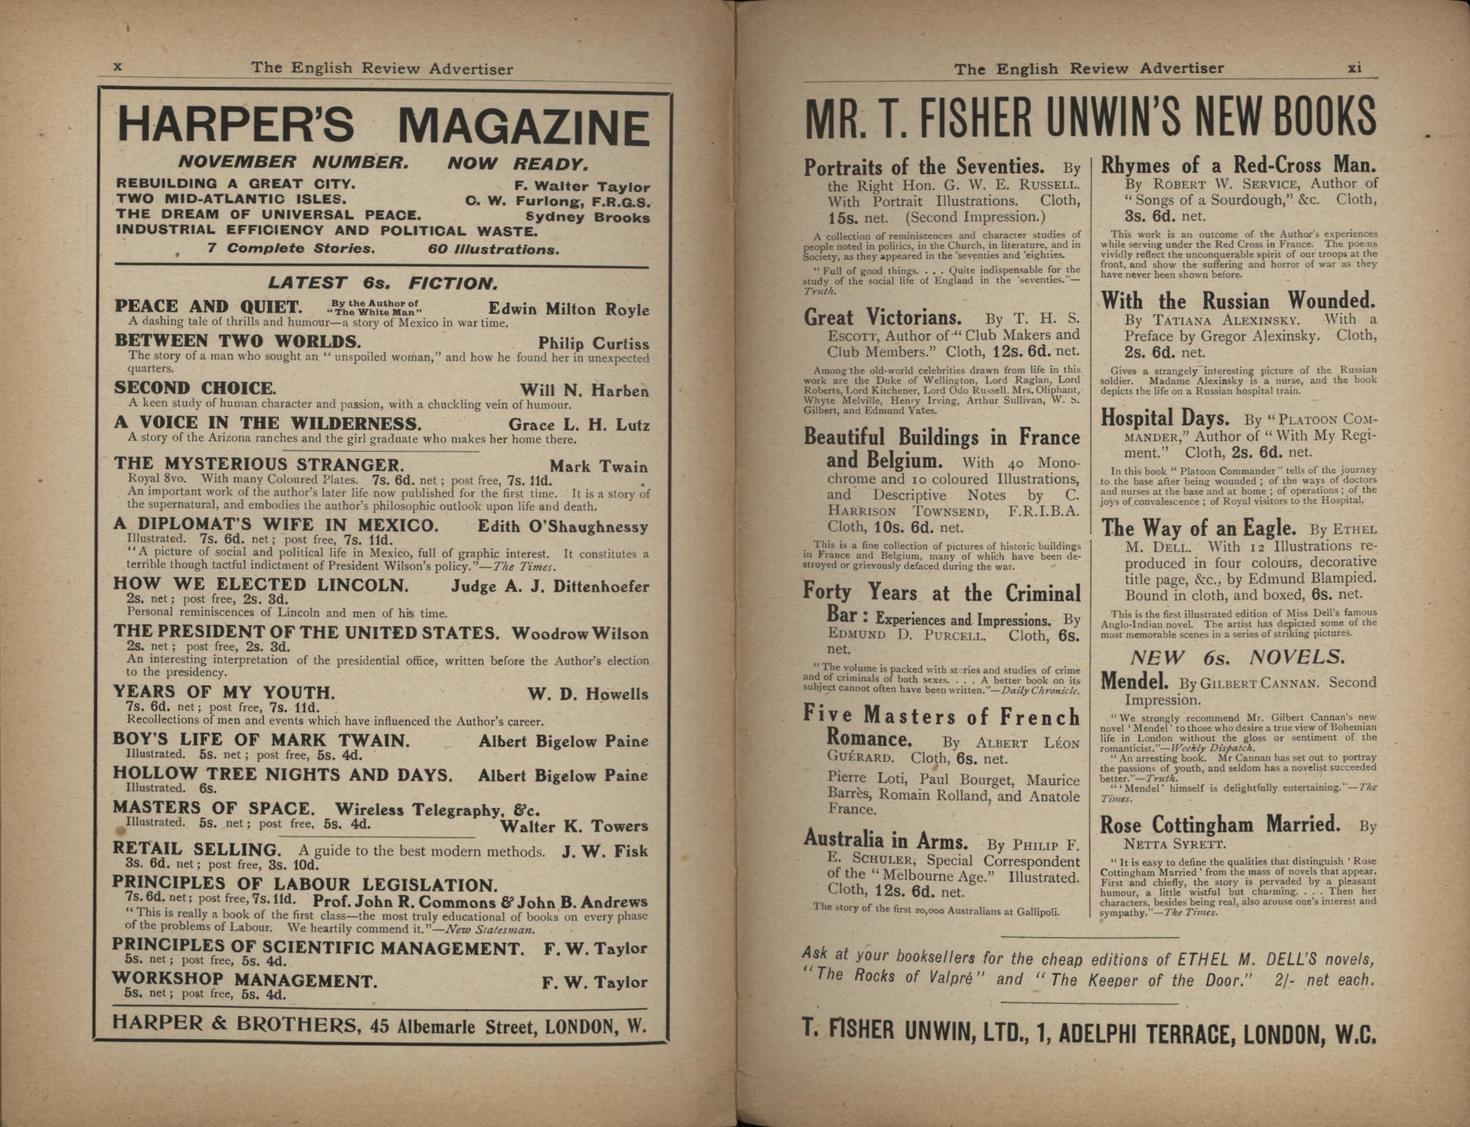 x The English Review Advertiser
HARPER'S MAGAZINE
NOVEMBER NUMBER. NOW READY.
REBUILDING A GREAT CITY. F. Walter Taylor
TWO MID-ATLANTIC ISLES. C. W. Furlong, F.R.G.S.
THE DREAM OF UNIVERSAL PEACE. Sydney Brooks
INDUSTRIAL EFFICIENCY AND POLITICAL WASTE.
7 Complete Stories. 60 Illustrations.
LATEST 6s. FICTION.
PEACE AND QUIET. By the Author of "The White Man" Edwin Milton Royle
A dashing tale of thrills and humour—a story of Mexico in war time.
BETWEEN TWO WORLDS. Philip Curtiss
The story of a man who sought an "unspoiled woman," and how he found her in unexpected
quarters.
SECOND CHOICE. Will N. Harben
A keen study of human character and passion, with a chuckling vein of humour.
A VOICE IN THE WILDERNESS. Grace L. H. Lutz
A story of the Arizona ranches and the girl graduate who makes her home there.
THE MYSTERIOUS STRANGER. Mark Twain
Royal 8vo. With many Coloured Plates. 7s. 6d. net; post free, 7s. 11d.
An important work of the author's later life now published for the first time. It is a story of
the supernatural, and embodies the author's philosophic outlook upon life and death.
A DIPLOMAT'S WIFE IN MEXICO. Edith O'Shaughnessy
Illustrated. 7s. 6d. net; post free, 7s. 11d.
"A picture of social and political life in Mexico, full of graphic interest. It constitutes a
terrible though tactful indictment of President Wilson's policy."—The Times.
HOW WE ELECTED LINCOLN. Judge A. J. Dittenhoefer
2s. net; post free, 2s. 3d.
Personal reminiscences of Lincoln and men of his time.
THE PRESIDENT OF THE UNITED STATES. Woodrow Wilson
2s. net; post free, 2s. 3d.
An interesting interpretation of the presidential office, written before the Author's election
to the presidency.
YEARS OF MY YOUTH. W. D. Howells
7s. 6d. net; post free, 7s. 11d.
Recollections of men and events which have influenced the Author's career.
BOY'S LIFE OF MARK TWAIN. Albert Bigelow Paine
Illustrated. 5s. net; post free, 5s. 4d.
HOLLOW TREE NIGHTS AND DAYS. Albert Bigelow Paine
Illustrated. 6s.
MASTERS OF SPACE. Wireless Telegraphy, &c.
Illustrated. 5s. net; post free, 5s. 4d. Walter K. Towers
RETAIL SELLING. A guide to the best modern methods. J. W. Fisk
3s. 6d. net; post free, 3s. 10d.
PRINCIPLES OF LABOUR LEGISLATION.
7s. 6d. net; post free, 7s. 11d. Prof. John R. Commons & John B. Andrews
"This is really a book of the first class—the most truly educational of books on every phase
of the problems of Labour. We heartily commend it."—New Statesman.
PRINCIPLES OF SCIENTIFIC MANAGEMENT. F. W. Taylor
5s. net; post free, 5s. 4d.
WORKSHOP MANAGEMENT. F. W. Taylor
5s. net; post free, 5s. 4d.
HARPER & BROTHERS, 45 Albemarle Street, LONDON, W.
The English Review Advertiser xi
MR. T. FISHER UNWIN'S NEW BOOKS
Portraits of the Seventies. By
the Right Hon. G. W. E. RUSSELL.
With Portrait Illustrations. Cloth,
15s. net. (Second Impression.)
A collection of reminiscences and character studies of
people noted in politics, in the Church, in literature, and in
Society, as they appeared in the 'seventies and 'eighties.
"Full of good things. . . . Quite indispensable for the
study of the social life of England in the 'seventies."—
Truth.
Great Victorians. By T. H. S.
ESCOTT, Author of "Club Makers and
Club Members." Cloth, 12s. 6d. net.
Among the old-world celebrities drawn from life in this
work are the Duke of Wellington, Lord Raglan, Lord
Roberts, Lord Kitchener, Lord Odo Russell, Mrs. Oliphant,
Whyte Melville, Henry Irving, Arthur Sullivan, W. S.
Gilbert, and Edmund Yates.
Beautiful Buildings in France
and Belgium. With 40 Mono-
chrome and 10 coloured Illustrations,
and Descriptive Notes by C.
HARRISON TOWNSEND, F.R.I.B.A.
Cloth, 10s. 6d. net.
This is a fine collection of pictures of historic buildings
in France and Belgium, many of which have been de-
stroyed or grievously defaced during the war.
Forty Years at the Criminal
Bar: Experiences and Impressions. By
EDMUND D. PURCELL. Cloth, 6s.
net.
"The volume is packed with stories and studies of crime
and of criminals of both sexes. . . . A better book on its
subject cannot often have been written."—Daily Chronicle.
Five Masters of French
Romance. By ALBERT LÉON
GUÉRARD. Cloth, 6s. net.
Pierre Loti, Paul Bourget, Maurice
Barrès, Romain Rolland, and Anatole
France.
Australia in Arms. By PHILIP F.
E. SCHULER, Special Correspondent
of the "Melbourne Age." Illustrated.
Cloth, 12s. 6d. net.
The story of the first 20,000 Australians at Gallipoli.
Rhymes of a Red-Cross Man.
By ROBERT W. SERVICE, Author of
"Songs of a Sourdough," &c. Cloth,
3s. 6d. net.
This work is an outcome of the Author's experiences
while serving under the Red Cross in France. The poems
vividly reflect the unconquerable spirit of our troops at the
front, and show the suffering and horror of war as they
have never been shown before.
With the Russian Wounded.
By TATIANA ALEXINSKY. With a
Preface by Gregor Alexinsky. Cloth,
2s. 6d. net.
Gives a strangely interesting picture of the Russian
soldier. Madame Alexinsky is a nurse, and the book
depicts the life on a Russian hospital train.
Hospital Days. By "PLATOON COM-
MANDER," Author of "With My Regi-
ment." Cloth, 2s. 6d. net.
In this book "Platoon Commander" tells of the journey
to the base after being wounded; of the ways of doctors
and nurses at the base and at home; of operations; of the
joys of convalescence; of Royal visitors to the Hospital.
The Way of an Eagle. By ETHEL
M. DELL. With 12 Illustrations re-
produced in four colours, decorative
title page, &c., by Edmund Blampied.
Bound in cloth, and boxed, 6s. net.
This is the first illustrated edition of Miss Dell's famous
Anglo-Indian novel. The artist has depicted some of the
most memorable scenes in a series of striking pictures.
NEW 6s. NOVELS.
Mendel. By GILBERT CANNAN. Second
Impression.
"We strongly recommend Mr. Gilbert Cannan's new
novel 'Mendel' to those who desire a true view of Bohemian
life in London without the gloss or sentiment of the
romanticist."—Weekly Dispatch.
"An arresting book. Mr Cannan has set out to portray
the passions of youth, and seldom has a novelist succeeded
better."—Truth.
"'Mendel' himself is delightfully entertaining."—The
Times.
Rose Cottingham Married. By
NETTA SYRETT.
"It is easy to define the qualities that distinguish 'Rose
Cottingham Married' from the mass of novels that appear.
First and chiefly, the story is pervaded by a pleasant
humour, a little wistful but charming. . . . Then her
characters, besides being real, also arouse one's interest and
sympathy."—The Times.
Ask at your booksellers for the cheap editions of ETHEL M. DELL'S novels,
"The Rocks of Valpré" and "The Keeper of the Door." 2/- net each.
T. FISHER UNWIN, LTD., 1, ADELPHI TERRACE, LONDON, W.C.